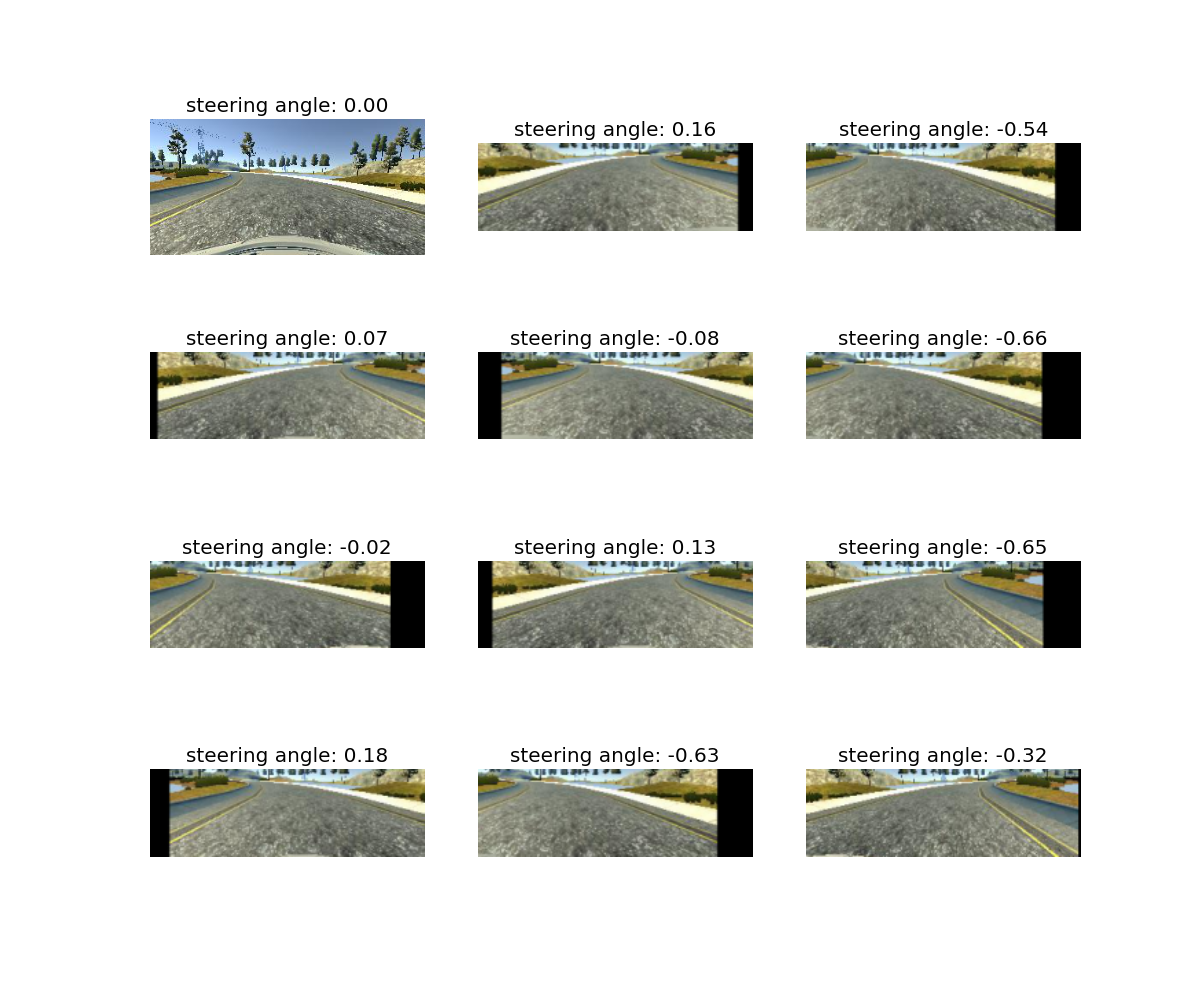 steering angle: 0.00
steering angle: 0.16
steering angle: -0.54
steering angle: 0.07
steering angle: -0.08
steering angle: -0.66
steering angle: -0.02
steering angle: 0.13
steering angle: -0.65
steering angle: 0.18
steering angle: -0.63
steering angle: -0.32